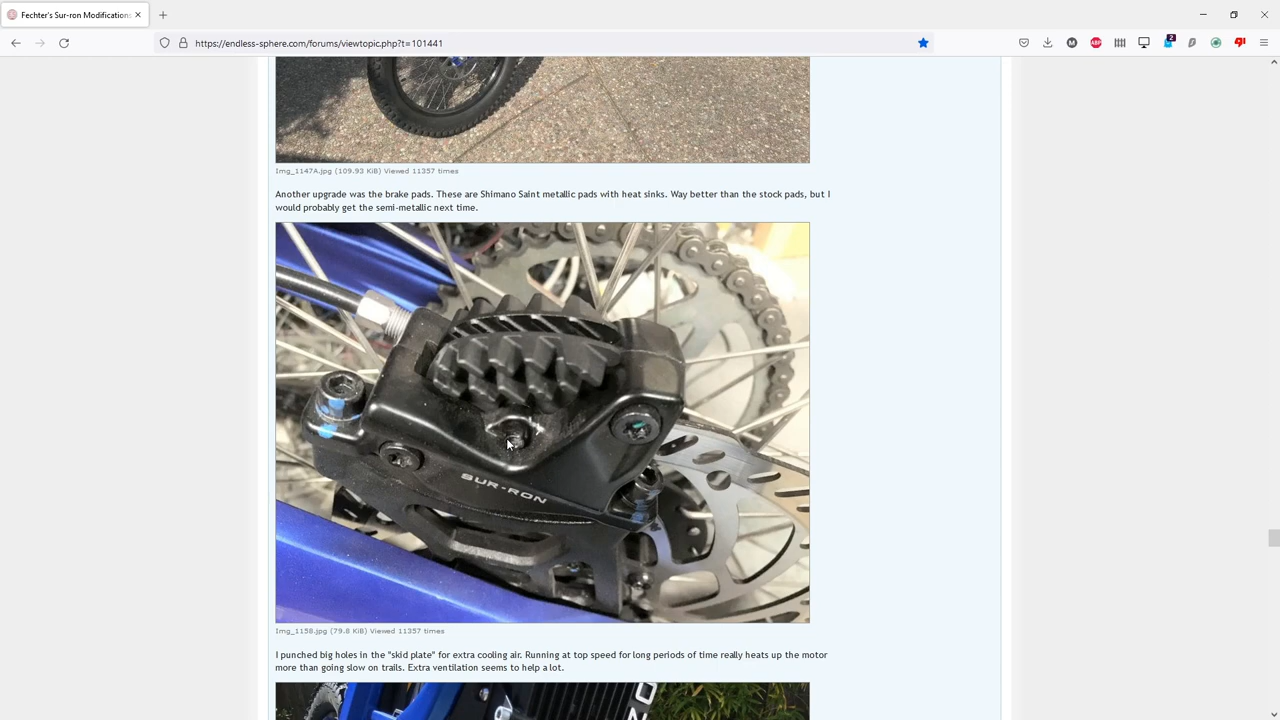 Fechter's Sur-ron Modifications
https://endless-sphere.com/forums/viewtopic.php?t=101441
M
ABP
2
Img_1147A.jpg (109.93 KiB) Viewed 11357 times
Another upgrade was the brake pads. These are Shimano Saint metallic pads with heat sinks. Way better than the stock pads, but I
would probably get the semi-metallic next time.
SUR-RON
Img_1158.jpg (79.8 KiB) Viewed 11357 times
I punched big holes in the "skid plate" for extra cooling air. Running at top speed for long periods of time really heats up the motor
more than going slow on trails. Extra ventilation seems to help a lot.